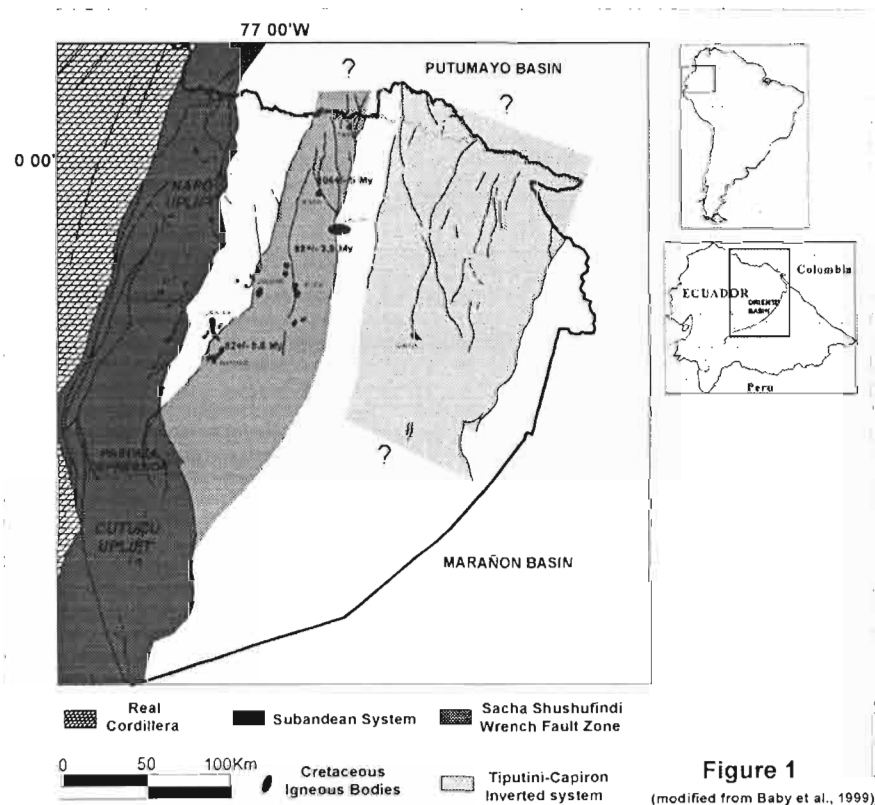 77 00'W
?
PUTUMAYO BASIN
?
0 00'
NAPO
UPLIFT
82+/-
?
CUTUCU
UPLIFT
MARAÑON BASIN
ECUADOR
Colombia
ORIENTE
BASIN
Peru
Real
Cordillera
Subandean System
Sacha Shushufindi
Wrench Fault Zone
0 50 100Km
Cretaceous
Igneous Bodies
Tiputini-Capiron
Inverted system
Figure 1
(modified from Baby et al., 1999)